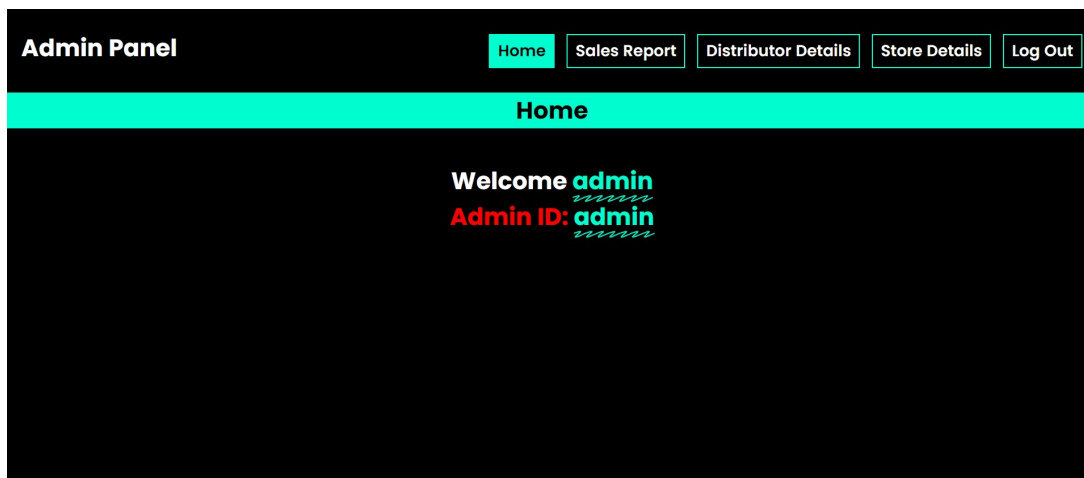 Admin Panel
Home Sales Report Distributor Details Store Details Log Out
Home
Welcome admin
Admin ID: admin